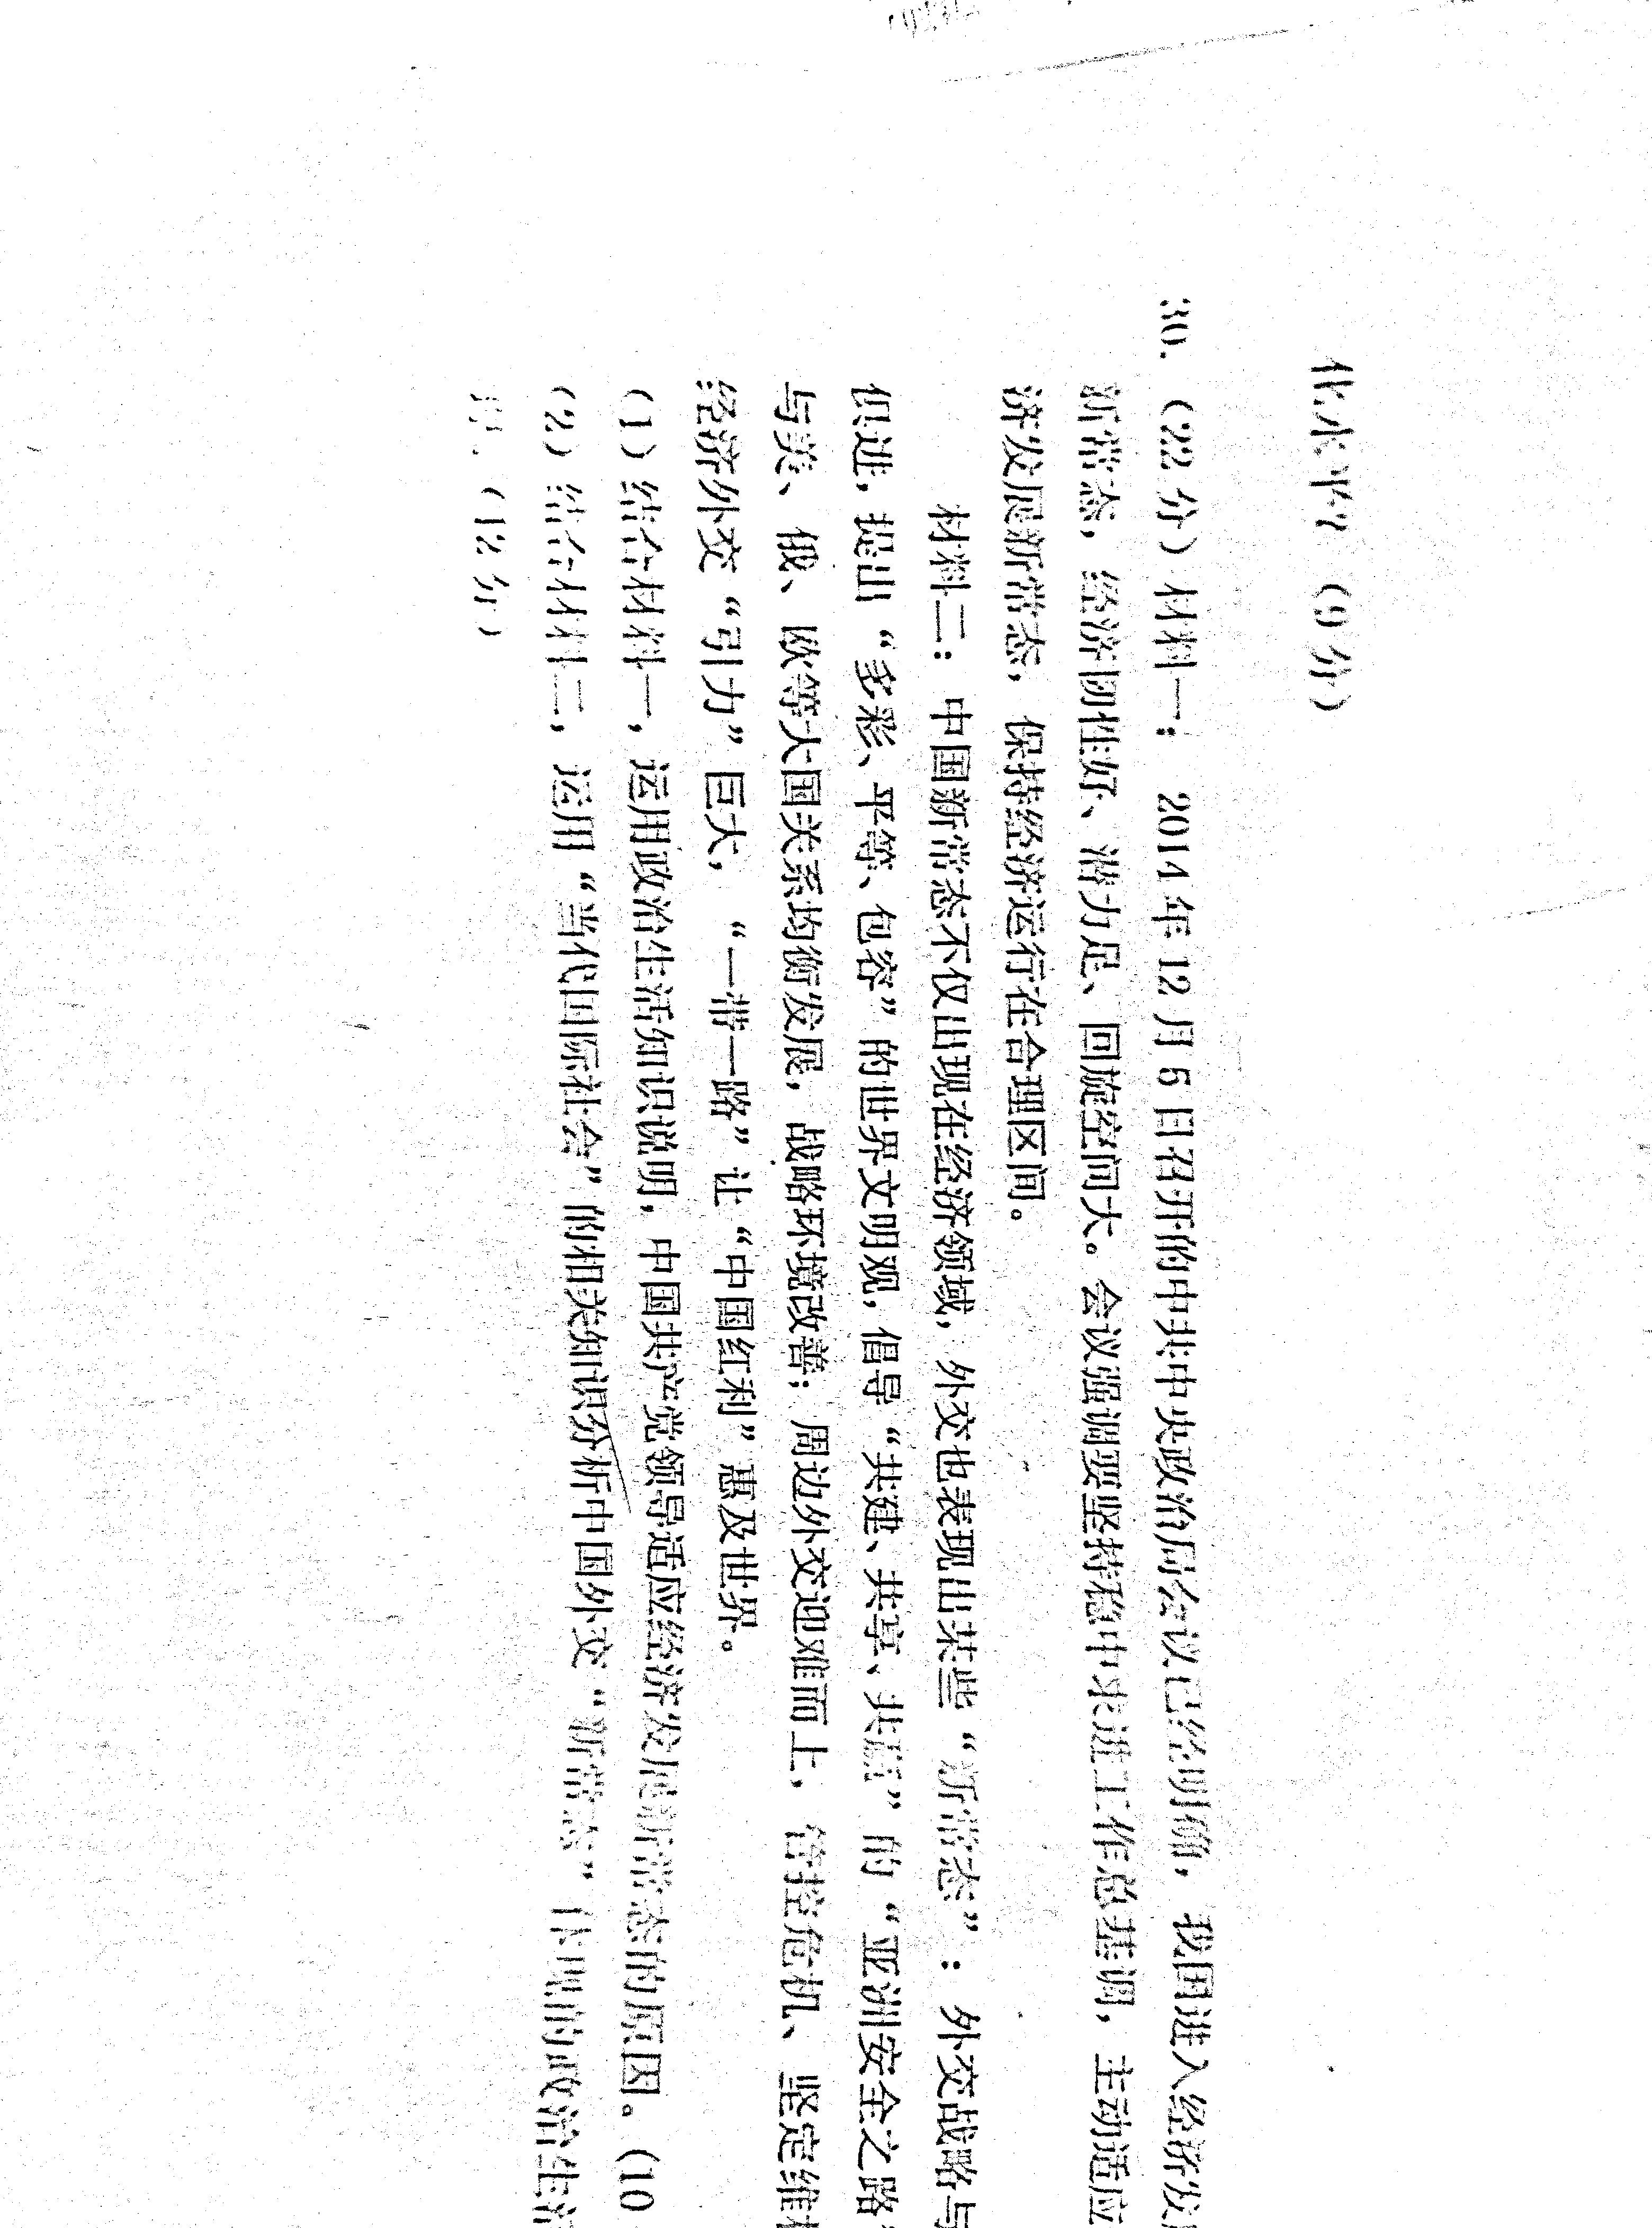 化水平？（9分）
30.（22分）材料一： 2014年12月5日召开的中共中央政治局会议已经明确，我国进入经济发展
新常态，经济韧性好、潜力足、回旋空间大。会议强调要坚持稳中求进工作总基调，主动适应
济发展新常态，保持经济运行在合理区间。
材料二：中国新常态不仅出现在经济领域，外交也表现出某些“新常态”：外交战略与
俱进，提出“多彩、平等、包容”的世界文明观，倡导“共建、共享、共赢”的“亚洲安全之路”
与美、俄、欧等大国关系均衡发展，战略环境改善；周边外交迎难而上，管控危机、坚定维
经济外交“引力”巨大，“一带一路”让“中国红利”惠及世界。
（1）结合材料一，运用政治生活知识说明，中国共产党领导适应经济发展新常态的原因。（10
（2）结合材料二，运用“当代国际社会”的相关知识分析中国外交“新常态”体现的政治生活
（12分）